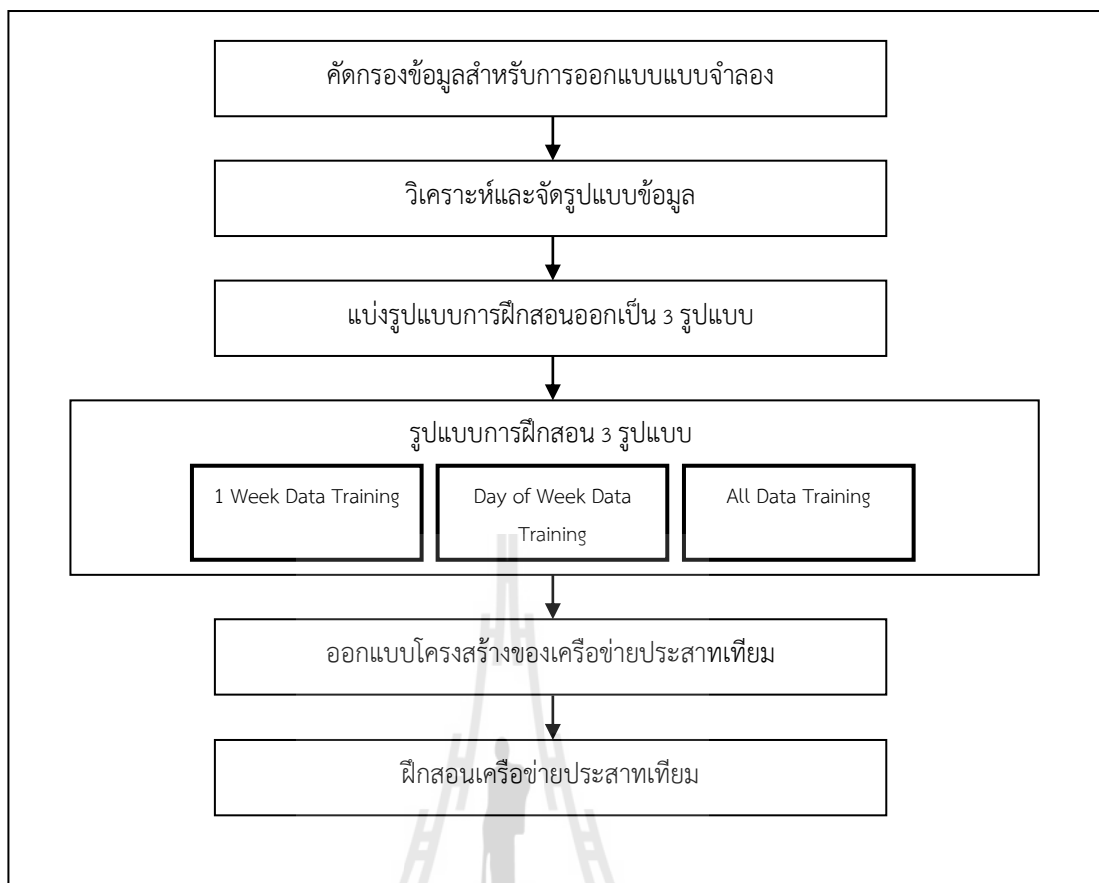 คัดกรองข้อมูลสำหรับการออกแบบแบบจำลอง
วิเคราะห์และจัดรูปแบบข้อมูล
แบ่งรูปแบบการฝึกสอนออกเป็น 3 รูปแบบ
รูปแบบการฝึกสอน 3 รูปแบบ
1 Week Data Training
Day of Week Data
Training
All Data Training
ออกแบบโครงสร้างของเครือข่ายประสาทเทียม
ฝึกสอนเครือข่ายประสาทเทียม